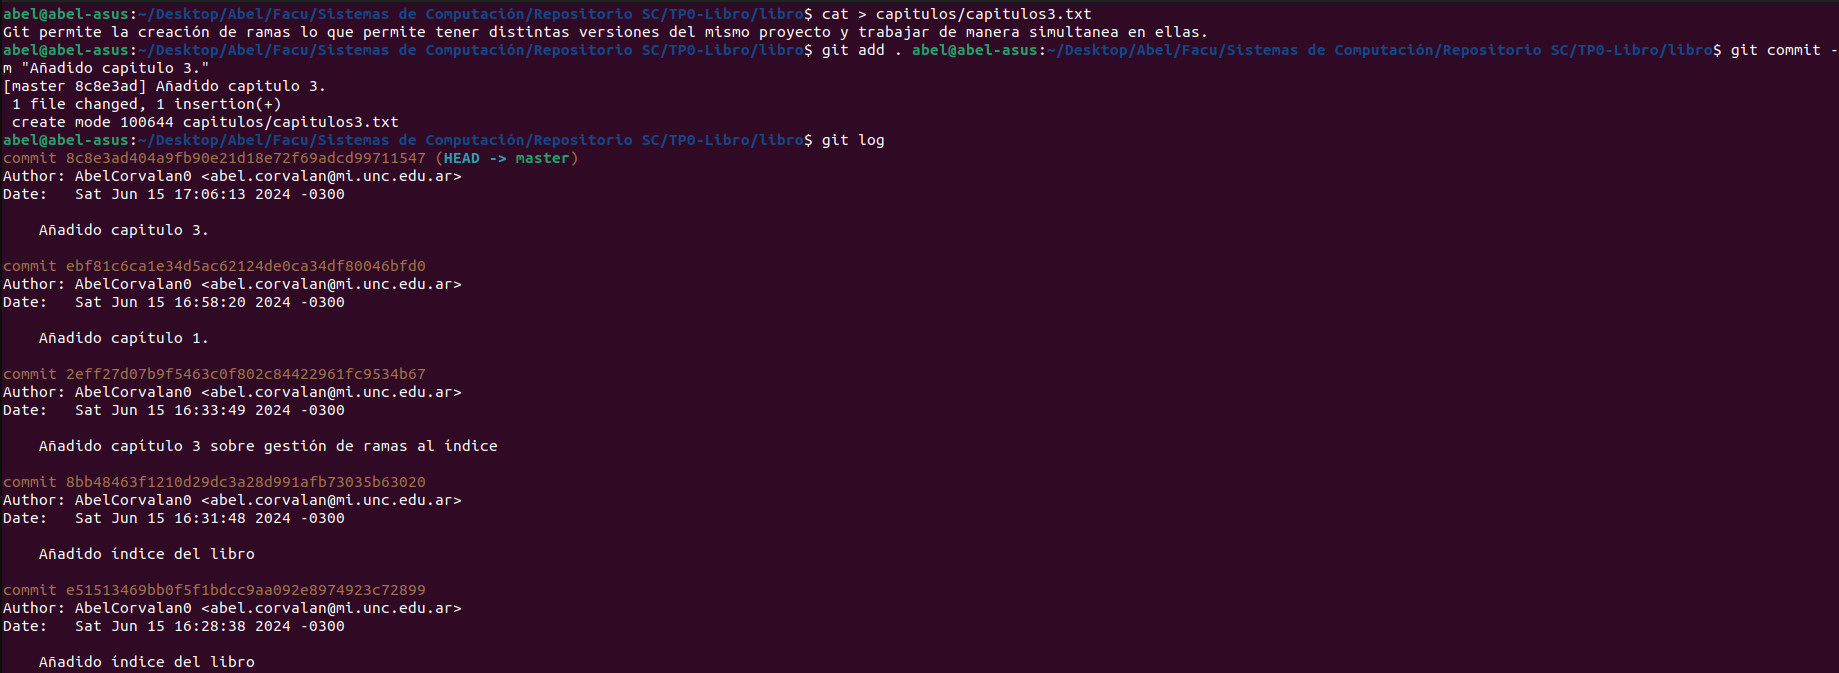 abel@abel-asus:~/Desktop/Abel/Facu/Sistemas de Computación/Repositorio SC/TP0-Libro/libro$ cat > capitulos/capitulos3.txt
Git permite la creación de ramas lo que permite tener distintas versiones del mismo proyecto y trabajar de manera simultanea en ellas.
abel@abel-asus:~/Desktop/Abel/Facu/Sistemas de Computación/Repositorio SC/TP0-Libro/libro$ git add . abel@abel-asus:~/Desktop/Abel/Facu/Sistemas de Computación/Repositorio SC/TP0-Libro/libro$ git commit -
m "Añadido capitulo 3."
[master 8c8e3ad] Añadido capitulo 3.
 1 file changed, 1 insertion(+)
 create mode 100644 capitulos/capitulos3.txt
abel@abel-asus:~/Desktop/Abel/Facu/Sistemas de Computación/Repositorio SC/TP0-Libro/libro$ git log
commit 8c8e3ad404a9fb90e21d18e72f69adcd99711547 (HEAD -> master)
Author: AbelCorvalan0 <abel.corvalan@mi.unc.edu.ar>
Date:   Sat Jun 15 17:06:13 2024 -0300
    Añadido capitulo 3.
commit ebf81c6ca1e34d5ac62124de0ca34df80046bfd0
Author: AbelCorvalan0 <abel.corvalan@mi.unc.edu.ar>
Date:   Sat Jun 15 16:58:20 2024 -0300
    Añadido capítulo 1.
commit 2eff27d07b9f5463c0f802c84422961fc9534b67
Author: AbelCorvalan0 <abel.corvalan@mi.unc.edu.ar>
Date:   Sat Jun 15 16:33:49 2024 -0300
    Añadido capítulo 3 sobre gestión de ramas al índice
commit 8bb48463f1210d29dc3a28d991afb73035b63020
Author: AbelCorvalan0 <abel.corvalan@mi.unc.edu.ar>
Date:   Sat Jun 15 16:31:48 2024 -0300
    Añadido indice del libro
commit e51513469bb0f5f1bdcc9aa092e8974923c72899
Author: AbelCorvalan0 <abel.corvalan@mi.unc.edu.ar>
Date:   Sat Jun 15 16:28:38 2024 -0300
    Añadido índice del libro